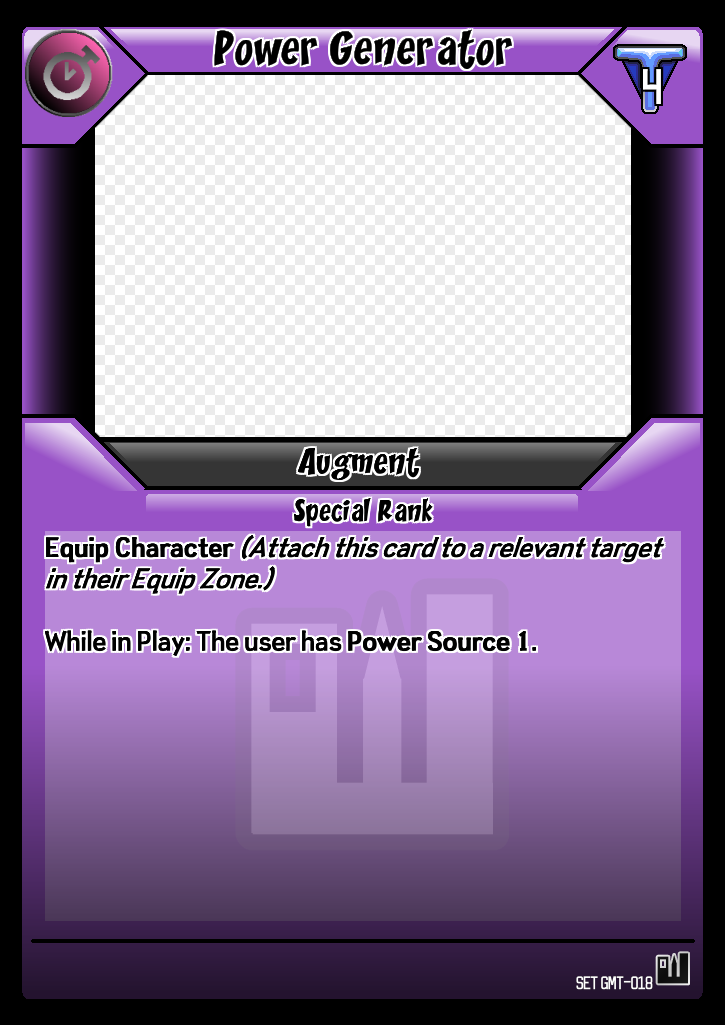 Power Generator
4
Augment
Special Rank
Equip Character (Attach this card to a relevant target
in their Equip Zone.)
While in Play: The user has Power Source 1.
SET GMT-018